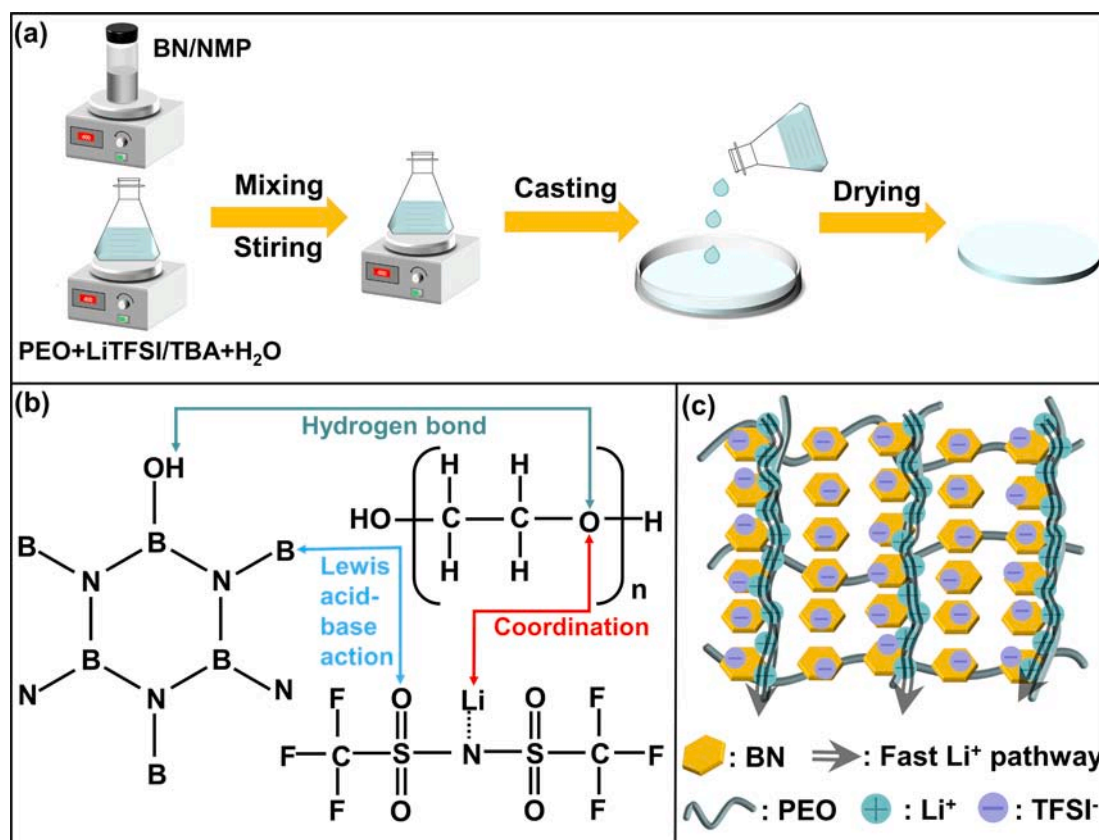 (a)
BN/NMP
Mixing
Stiring
Casting
Drying
PEO+LiTFSI/TBA+H₂O
(b)
Hydrogen bond
OH
H H
HO C C O H
H H
n
B
B
B
N
N
Lewis
acid-
base
action
Coordination
B
B
N
N
N
B
F
O
Li
O
F
F
C
S
N
S
C
F
F
O
O
F
(c)
: BN
: Fast Li⁺ pathway
: PEO
: Li⁺
: TFSI⁻